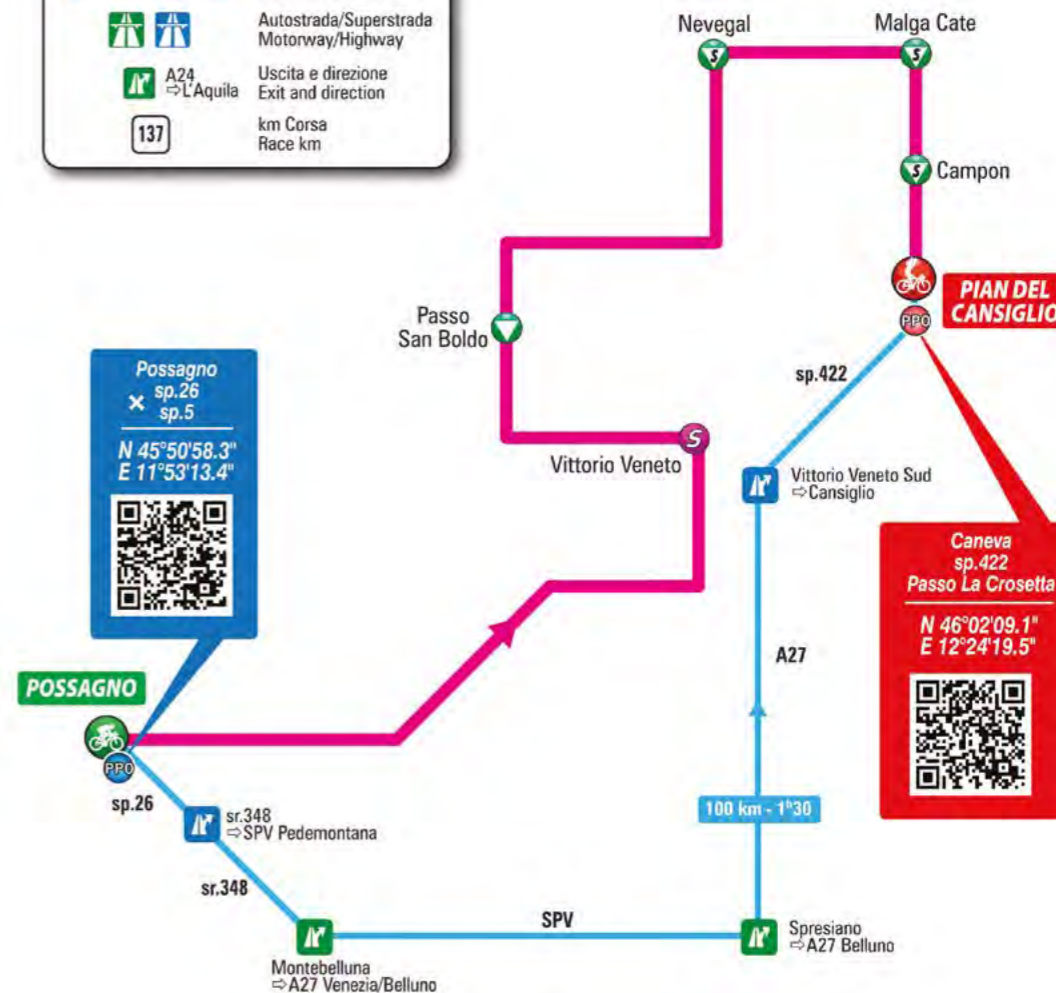 Autostrada/Superstrada
Motorway/Highway
A24
⇨L'Aquila
Uscita e direzione
Exit and direction
137
km Corsa
Race km
Nevegal
Malga Cate
S
S
S
Campon
PIAN DEL
CANSIGLIO
PPO
Passo
San Boldo
sp.422
Possagno
× sp.26
sp.5
N 45°50'58.3"
E 11°53'13.4"
S
Vittorio Veneto
Vittorio Veneto Sud
⇨Cansiglio
Caneva
sp.422
Passo La Crosetta
N 46°02'09.1"
E 12°24'19.5"
A27
POSSAGNO
PPO
sp.26
sr.348
⇨SPV Pedemontana
100 km - 1h30
sr.348
SPV
Montebelluna
⇨A27 Venezia/Belluno
Spresiano
⇨A27 Belluno